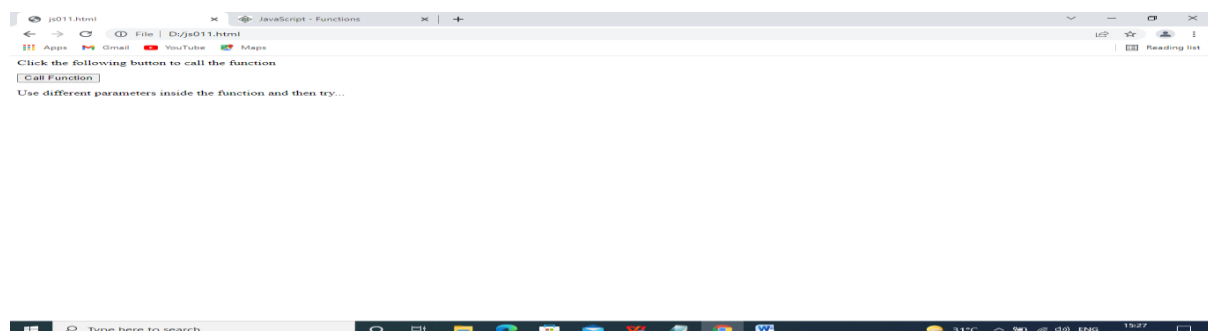 js011.html
JavaScript - Functions
File | D:/js011.html
Apps Gmail YouTube Maps Reading list
Click the following button to call the function
Call Function
Use different parameters inside the function and then try...
Type here to search
31°C ENG 15:27